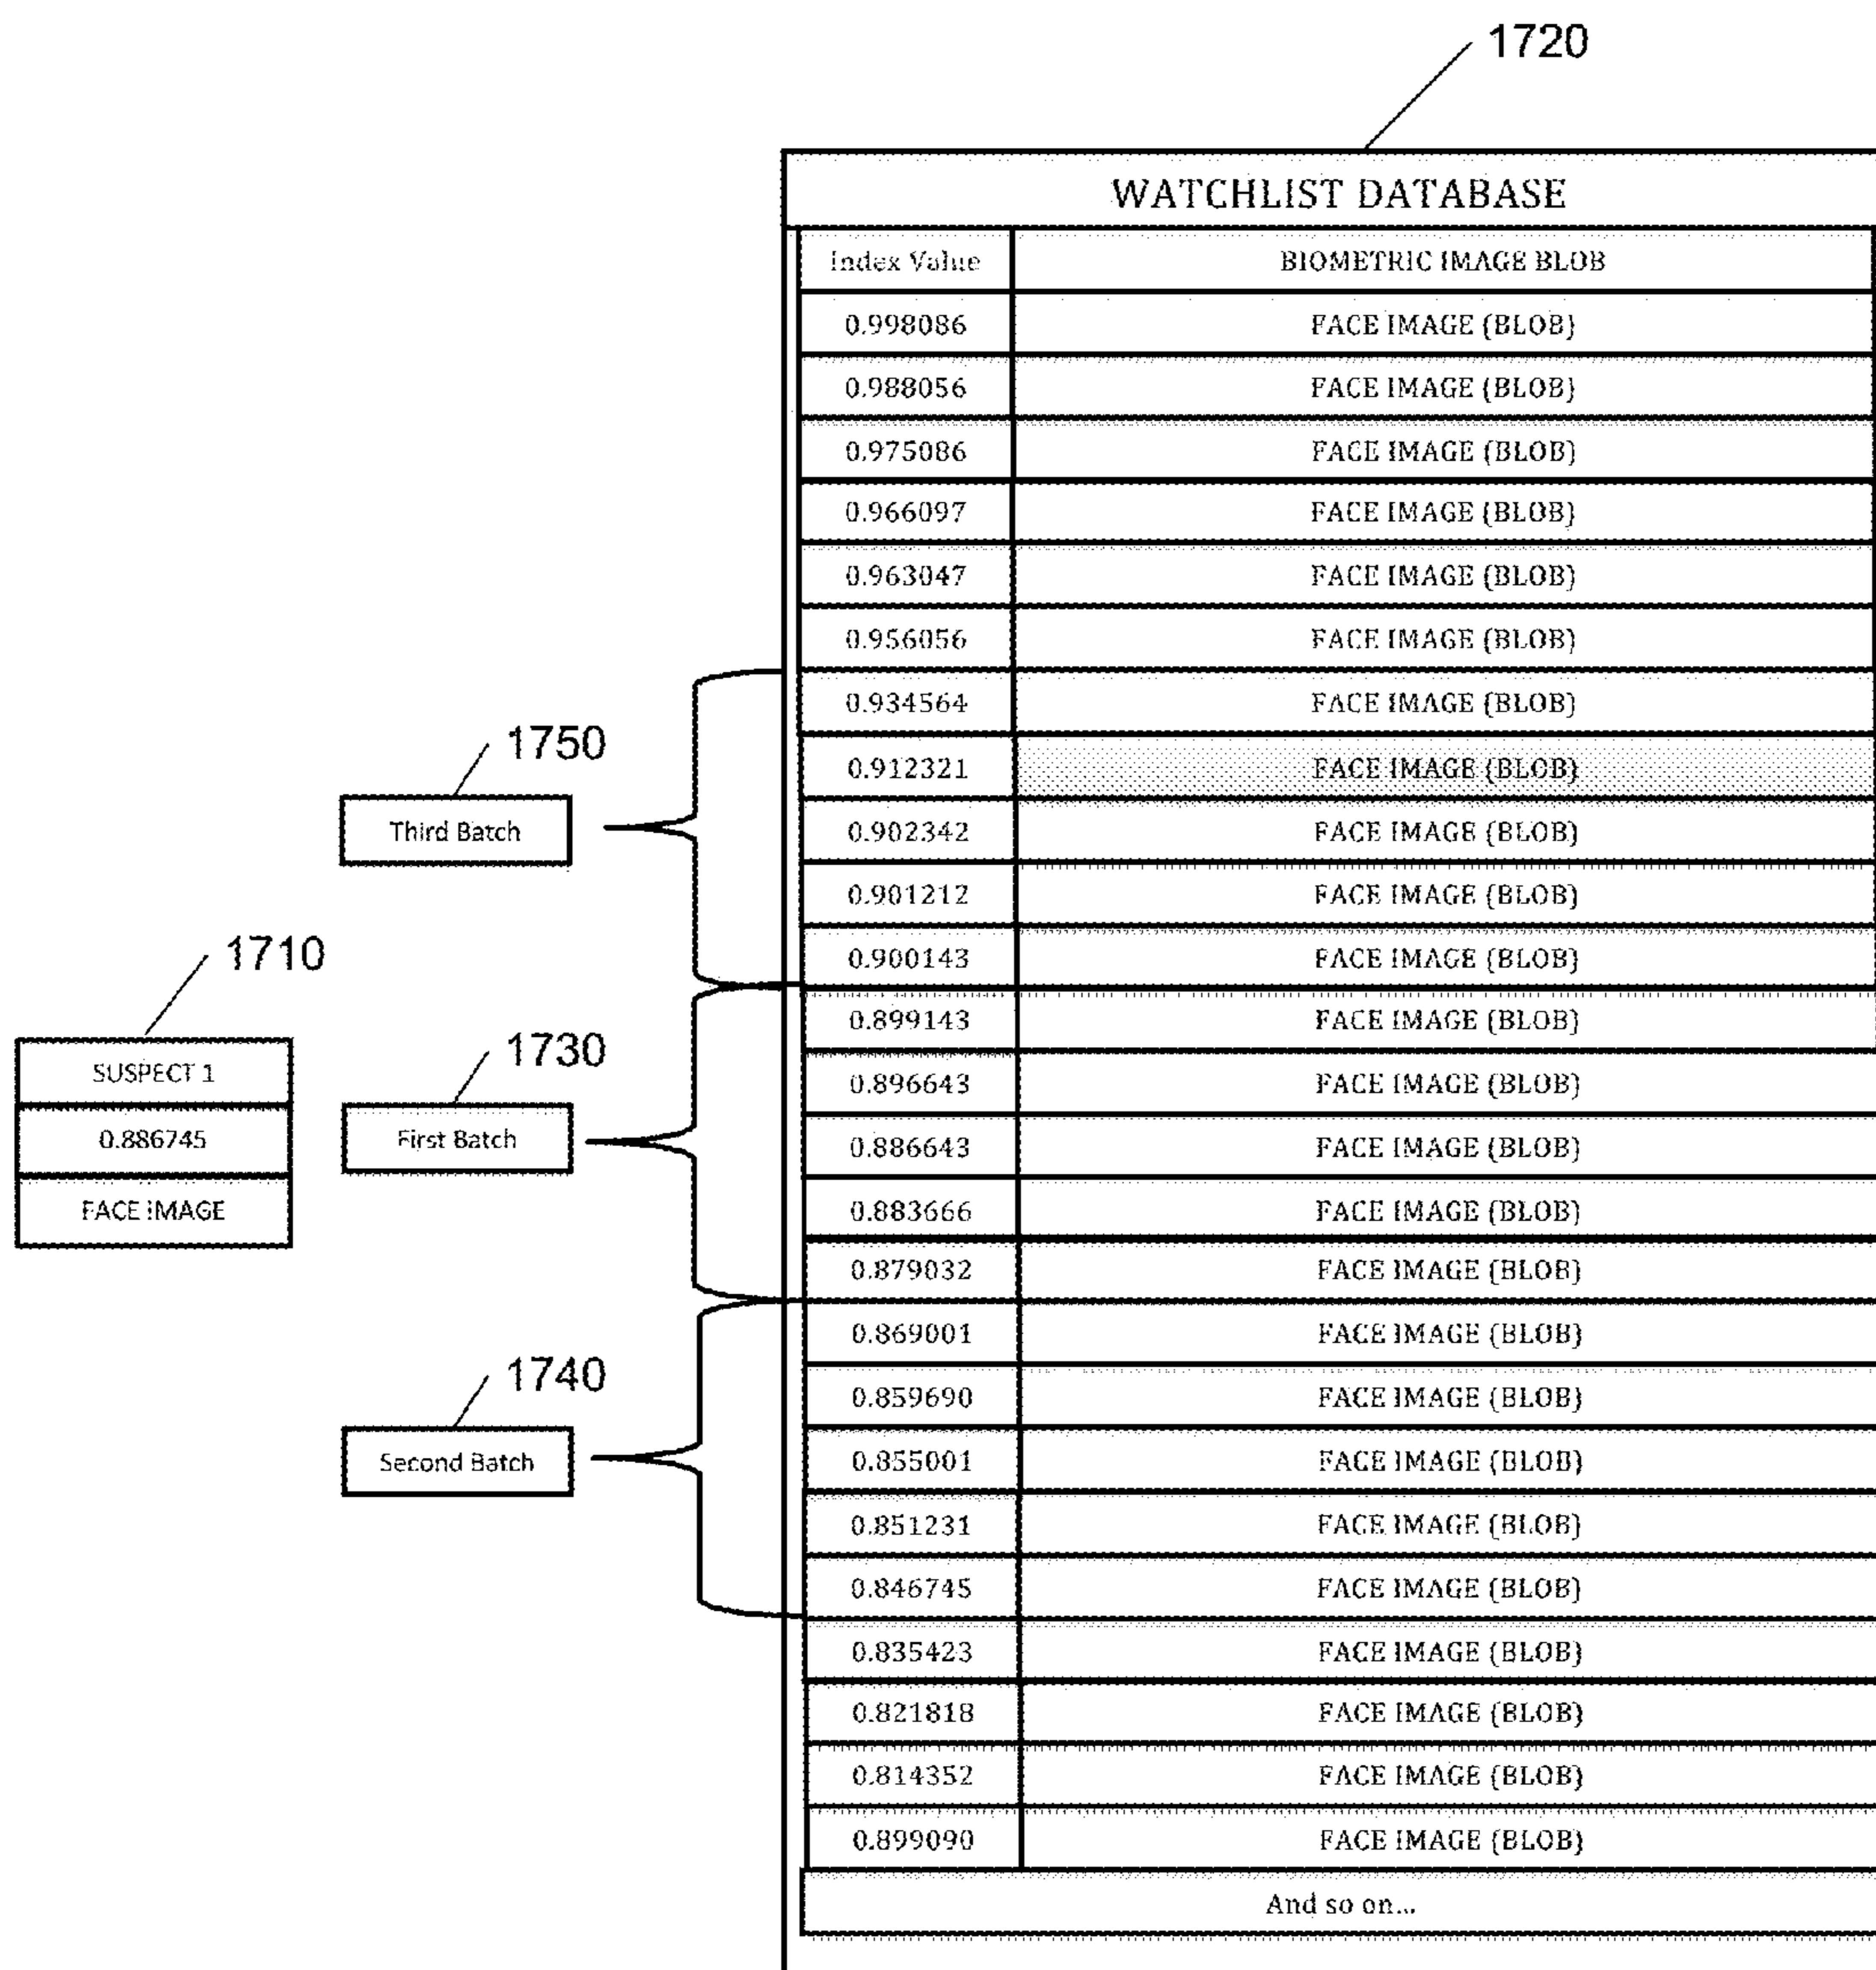 1720
WATCHLIST DATABASE
Index Value BIOMETRIC IMAGE BLOB
0.998086 FACE IMAGE (BLOB)
0.988056 FACE IMAGE (BLOB)
0.975086 FACE IMAGE (BLOB)
0.966097 FACE IMAGE (BLOB)
0.963047 FACE IMAGE (BLOB)
0.956056 FACE IMAGE (BLOB)
0.934564 FACE IMAGE (BLOB)
0.912321 FACE IMAGE (BLOB)
0.902342 FACE IMAGE (BLOB)
0.901212 FACE IMAGE (BLOB)
0.900143 FACE IMAGE (BLOB)
0.899143 FACE IMAGE (BLOB)
0.896643 FACE IMAGE (BLOB)
0.886643 FACE IMAGE (BLOB)
0.883666 FACE IMAGE (BLOB)
0.879032 FACE IMAGE (BLOB)
0.869001 FACE IMAGE (BLOB)
0.859690 FACE IMAGE (BLOB)
0.855001 FACE IMAGE (BLOB)
0.851231 FACE IMAGE (BLOB)
0.846745 FACE IMAGE (BLOB)
0.835423 FACE IMAGE (BLOB)
0.821818 FACE IMAGE (BLOB)
0.814352 FACE IMAGE (BLOB)
0.899090 FACE IMAGE (BLOB)
And so on...
1750
Third Batch
1710
SUSPECT 1
0.886745
FACE IMAGE
1730
First Batch
1740
Second Batch